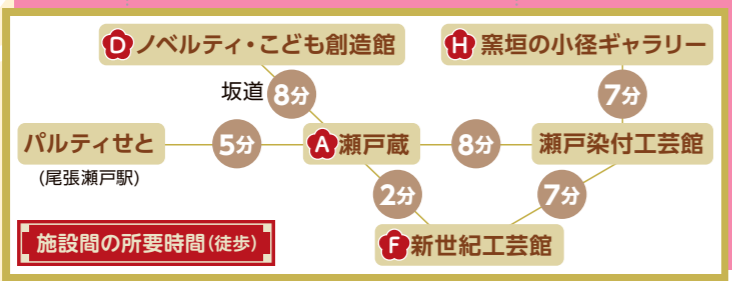 D ノベルティ・こども創造館
H 窯垣の小径ギャラリー
坂道 8分
7分
パルティせと
5分
A 瀬戸蔵
8分
瀬戸染付工芸館
(尾張瀬戸駅)
2分
7分
施設間の所要時間(徒歩)
F 新世紀工芸館